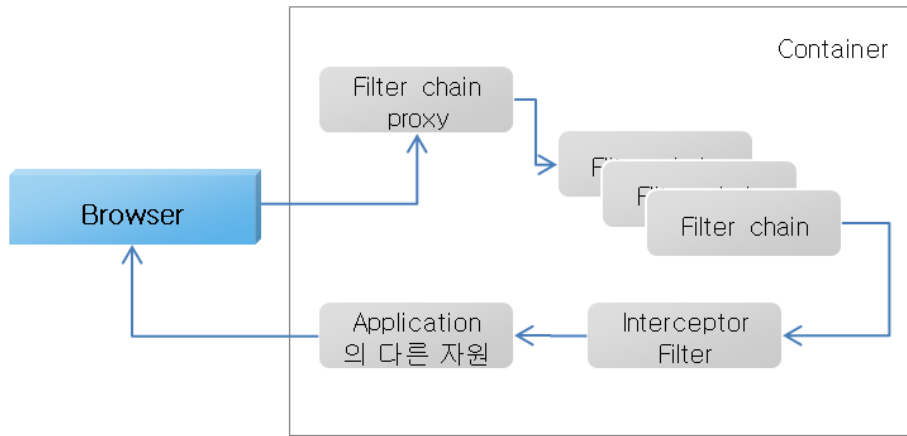 Container
Filter chain
proxy
Filter chain
Browser
Application
의 다른 자원
Interceptor
Filter